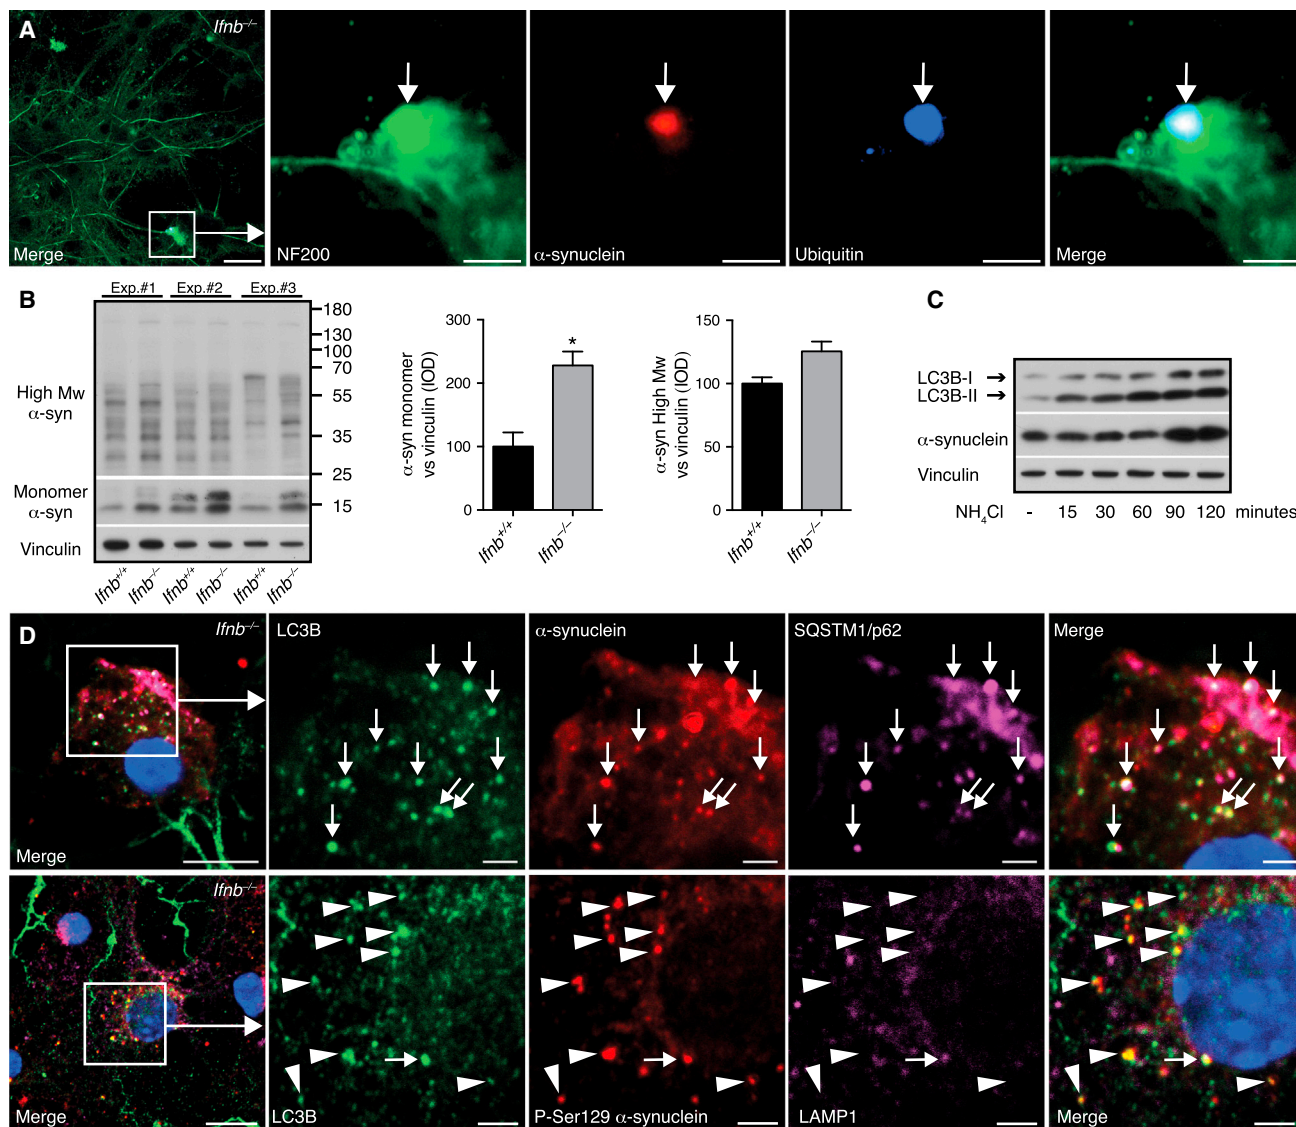 A
Ifnb–/–
Merge
NF200
α-synuclein
Ubiquitin
Merge
B
Exp.#1 Exp.#2 Exp.#3
High Mw
α-syn
Monomer
α-syn
Vinculin
180
130
100
70
55
35
25
15
Ifnb+/+ Ifnb–/– Ifnb+/+ Ifnb–/– Ifnb+/+ Ifnb–/–
α-syn monomer
vs vinculin (IOD)
300
200
100
0
*
Ifnb+/+
Ifnb–/–
α-syn High Mw
vs vinculin (IOD)
150
100
50
0
Ifnb+/+
Ifnb–/–
C
LC3B-I
LC3B-II
α-synuclein
Vinculin
NH4Cl - 15 30 60 90 120 minutes
D
Ifnb–/–
Merge
LC3B
α-synuclein
SQSTM1/p62
Merge
Ifnb–/–
Merge
LC3B
P-Ser129 α-synuclein
LAMP1
Merge